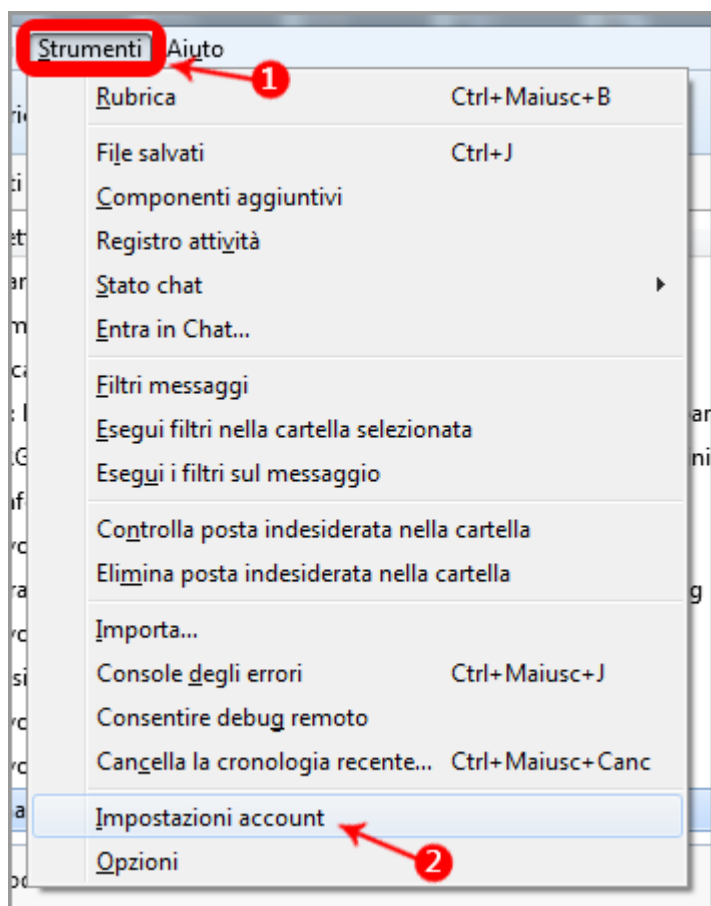 Strumenti Aiuto
1
Rubrica Ctrl+Maiusc+B
File salvati Ctrl+J
Componenti aggiuntivi
Registro attività
Stato chat
Entra in Chat...
Filtri messaggi
Esegui filtri nella cartella selezionata
Esegui i filtri sul messaggio
Controlla posta indesiderata nella cartella
Elimina posta indesiderata nella cartella
Importa...
Console degli errori Ctrl+Maiusc+J
Consentire debug remoto
Cancella la cronologia recente... Ctrl+Maiusc+Canc
Impostazioni account
2
Opzioni